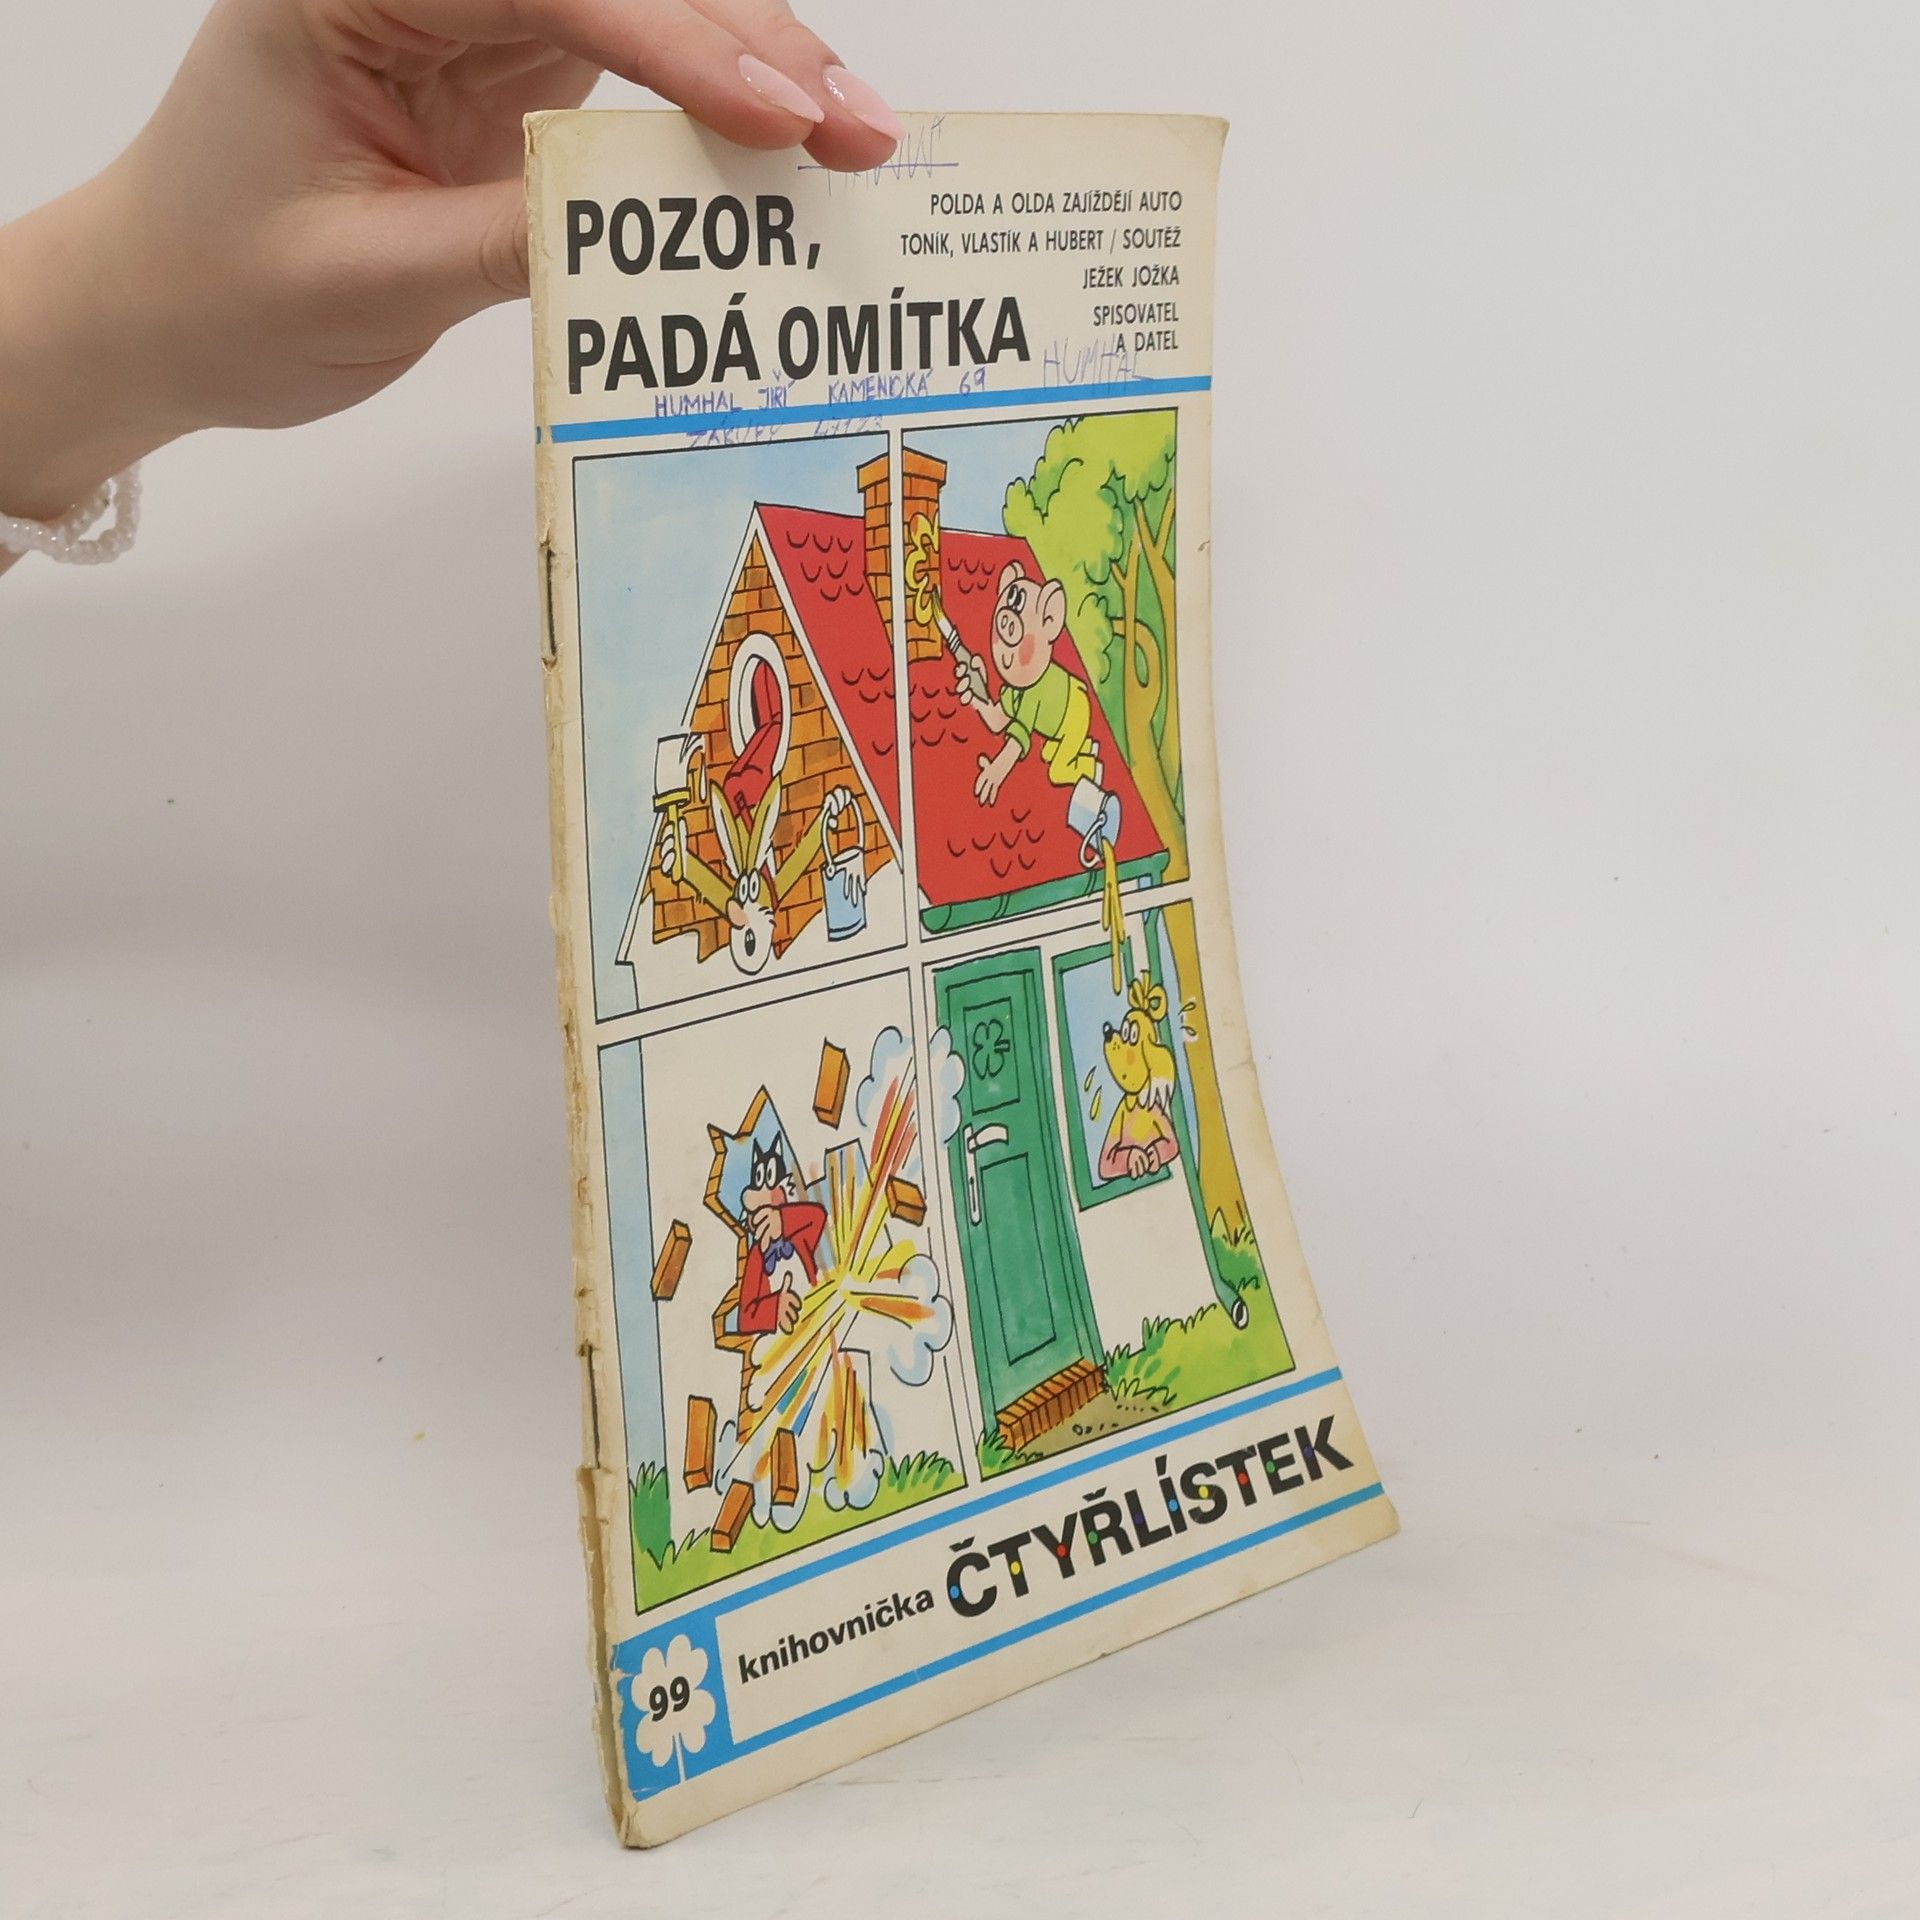 POZOR,
PADÁ OMÍTKA
POLDA A OLDA ZAJÍŽDĚJÍ AUTO
TONÍK, VLASTÍK A HUBERT / SOUTĚŽ
JEŽEK JOŽKA
SPISOVATEL
A DATEL
HUMHAL
HUMHAL JIŘÍ KAMENICKÁ 69
knihovnička ČTYŘLÍSTEK
99